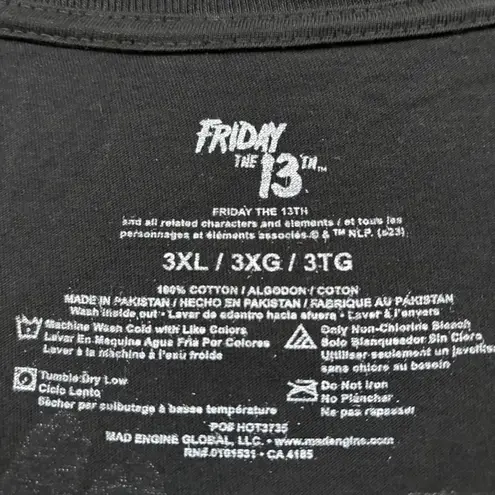 FRIDAY
THE 13TH™
FRIDAY THE 13TH
and all related characters and elements / et tous les
personnages et éléments associés © & ™ NLP. (s23)
3XL / 3XG / 3TG
100% COTTON / ALGODON / COTON
MADE IN PAKISTAN / HECHO EN PAKISTAN / FABRIQUE AU PAKISTAN
Wash inside out • Lavar de adentro hacia afuera • Laver à l'envers
Machine Wash Cold with Like Colors
Lavar En Maquina Agua Fria Por Colores
Laver à la machine à l'eau froide
Only Non-Chlorine Bleach
Solo Blanqueador Sin Cloro
Uttiliser seulement un javellisa
sans chlore au besoin
Tumble Dry Low
Ciclo Lento
Sécher par culbutage à basse température
Do Not Iron
No Planchar
Ne pas repasser
PO# HOT3735
MAD ENGINE GLOBAL, LLC. • www.madengine.com
RN# 0101531 • CA 4185